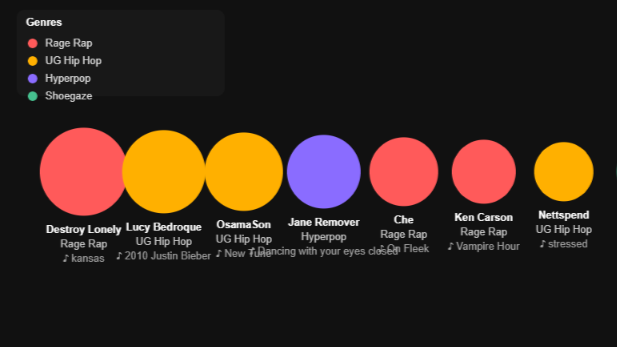 Genres
Rage Rap
UG Hip Hop
Hyperpop
Shoegaze
Destroy Lonely
Rage Rap
♪ kansas
Lucy Bedroque
UG Hip Hop
♪ 2010 Justin Bieber
OsamaSon
UG Hip Hop
♪ New Tune
Jane Remover
Hyperpop
♪ Dancing with your eyes closed
Che
Rage Rap
♪ On Fleek
Ken Carson
Rage Rap
♪ Vampire Hour
Nettspend
UG Hip Hop
♪ stressed